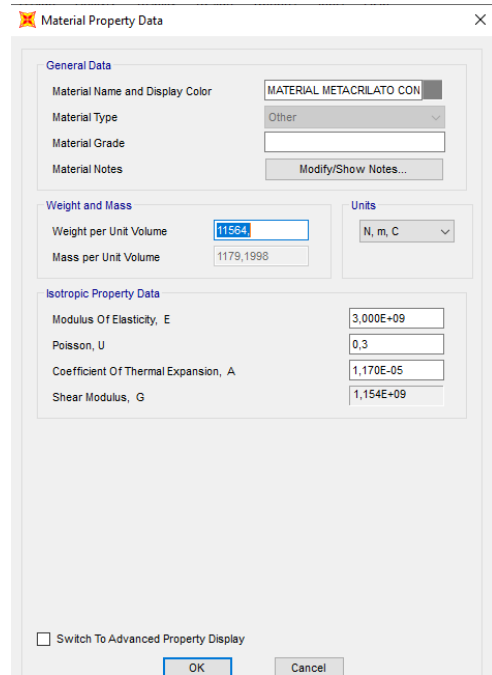 Material Property Data
General Data
Material Name and Display Color MATERIAL METACRILATO CON
Material Type Other
Material Grade
Material Notes Modify/Show Notes...
Weight and Mass Units
Weight per Unit Volume 11564, N, m, C
Mass per Unit Volume 1179,1998
Isotropic Property Data
Modulus Of Elasticity, E 3,000E+09
Poisson, U 0,3
Coefficient Of Thermal Expansion, A 1,170E-05
Shear Modulus, G 1,154E+09
Switch To Advanced Property Display
OK Cancel